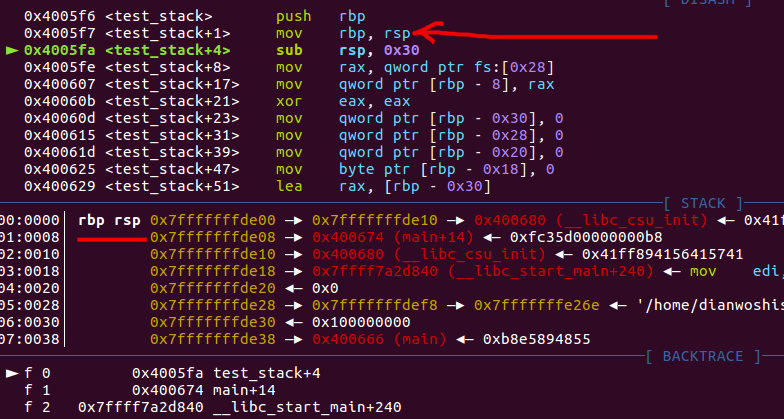 [ DISASM ]
0x4005f6 <test_stack> push rbp
0x4005f7 <test_stack+1> mov rbp, rsp
► 0x4005fa <test_stack+4> sub rsp, 0x30
0x4005fe <test_stack+8> mov rax, qword ptr fs:[0x28]
0x400607 <test_stack+17> mov qword ptr [rbp - 8], rax
0x40060b <test_stack+21> xor eax, eax
0x40060d <test_stack+23> mov qword ptr [rbp - 0x30], 0
0x400615 <test_stack+31> mov qword ptr [rbp - 0x28], 0
0x40061d <test_stack+39> mov qword ptr [rbp - 0x20], 0
0x400625 <test_stack+47> mov byte ptr [rbp - 0x18], 0
0x400629 <test_stack+51> lea rax, [rbp - 0x30]
[ STACK ]
00:0000│ rbp rsp 0x7fffffffde00 —▸ 0x7fffffffde10 —▸ 0x400680 (__libc_csu_init) ◂— 0x41f
01:0008│ 0x7fffffffde08 —▸ 0x400674 (main+14) ◂— 0xfc35d00000000b8
02:0010│ 0x7fffffffde10 —▸ 0x400680 (__libc_csu_init) ◂— 0x41ff894156415741
03:0018│ 0x7fffffffde18 —▸ 0x7ffff7a2d840 (__libc_start_main+240) ◂— mov edi,
04:0020│ 0x7fffffffde20 ◂— 0x0
05:0028│ 0x7fffffffde28 —▸ 0x7fffffffdef8 —▸ 0x7fffffffe26e ◂— '/home/dianwoshis
06:0030│ 0x7fffffffde30 ◂— 0x100000000
07:0038│ 0x7fffffffde38 —▸ 0x400666 (main) ◂— 0xb8e5894855
[ BACKTRACE ]
► f 0 0x4005fa test_stack+4
f 1 0x400674 main+14
f 2 0x7ffff7a2d840 __libc_start_main+240